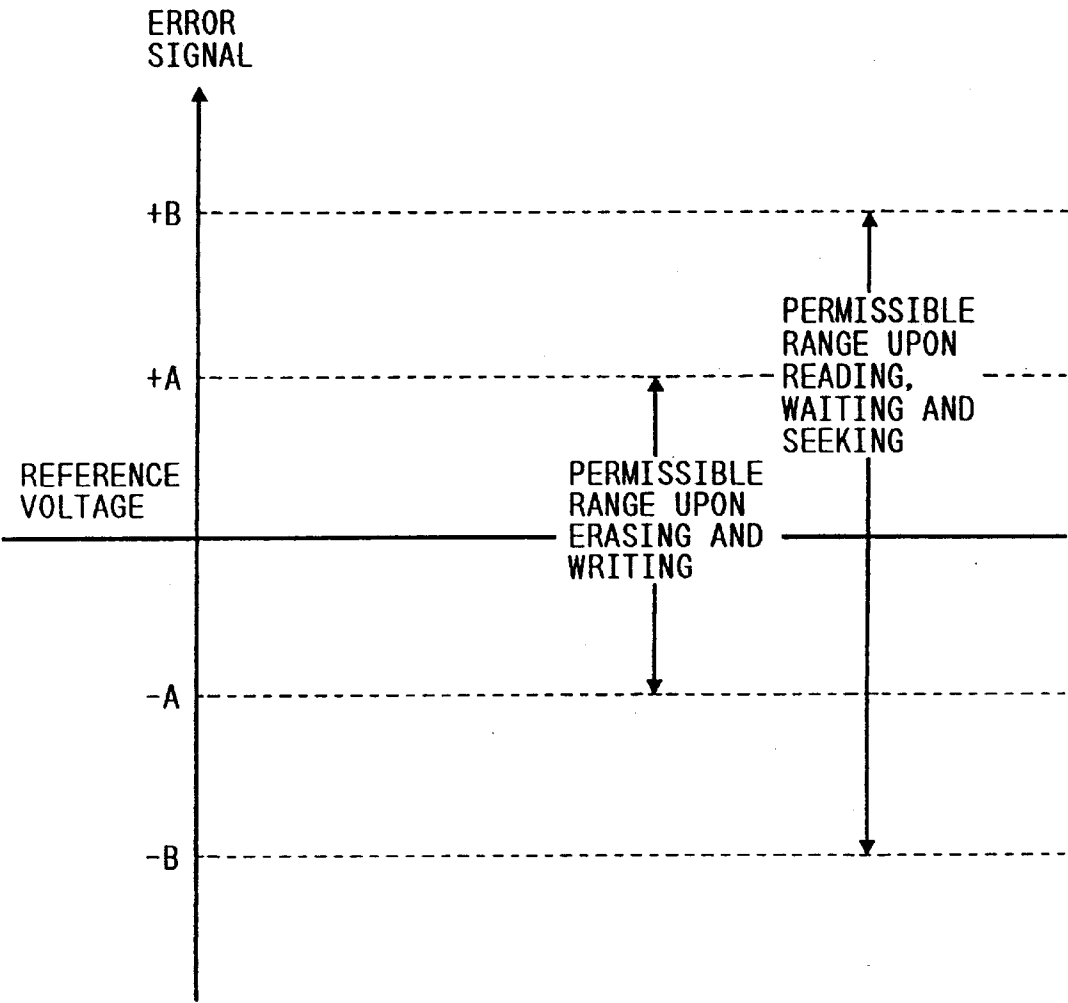 ERROR
SIGNAL
+B
PERMISSIBLE
RANGE UPON
READING,
WAITING AND
SEEKING
+A
REFERENCE
VOLTAGE
PERMISSIBLE
RANGE UPON
ERASING AND
WRITING
-A
-B